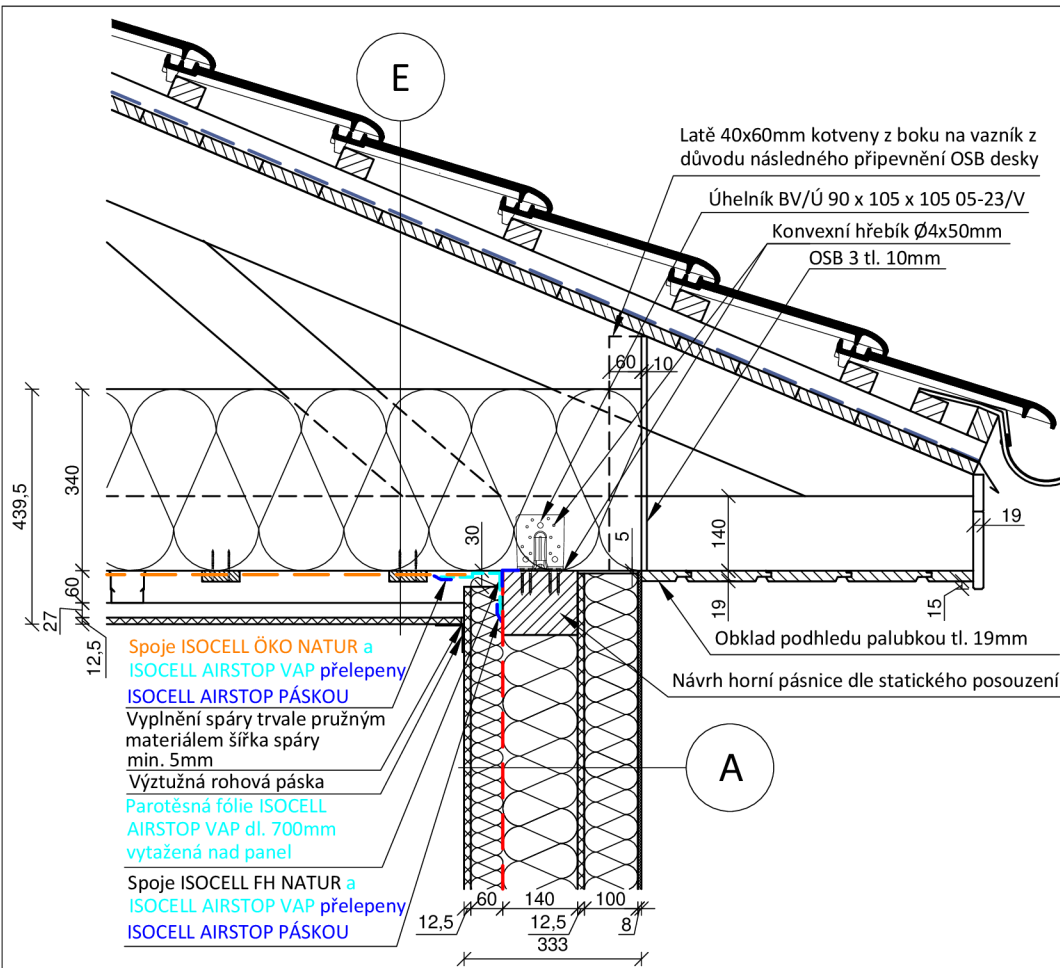 E
Latě 40x60mm kotveny z boku na vazník z
důvodu následného připevnění OSB desky
Úhelník BV/Ú 90 x 105 x 105 05-23/V
Konvexní hřebík Ø4x50mm
OSB 3 tl. 10mm
60
10
439,5
340
30
5
140
19
60
27
12,5
19
15
Obklad podhledu palubkou tl. 19mm
Návrh horní pásnice dle statického posouzení
Spoje ISOCELL ÖKO NATUR a
ISOCELL AIRSTOP VAP přelepeny
ISOCELL AIRSTOP PÁSKOU
Vyplnění spáry trvale pružným
materiálem šířka spáry
min. 5mm
Výztužná rohová páska
Parotěsná fólie ISOCELL
AIRSTOP VAP dl. 700mm
vytažená nad panel
Spoje ISOCELL FH NATUR a
ISOCELL AIRSTOP VAP přelepeny
ISOCELL AIRSTOP PÁSKOU
A
60
140
100
12,5
12,5
8
333